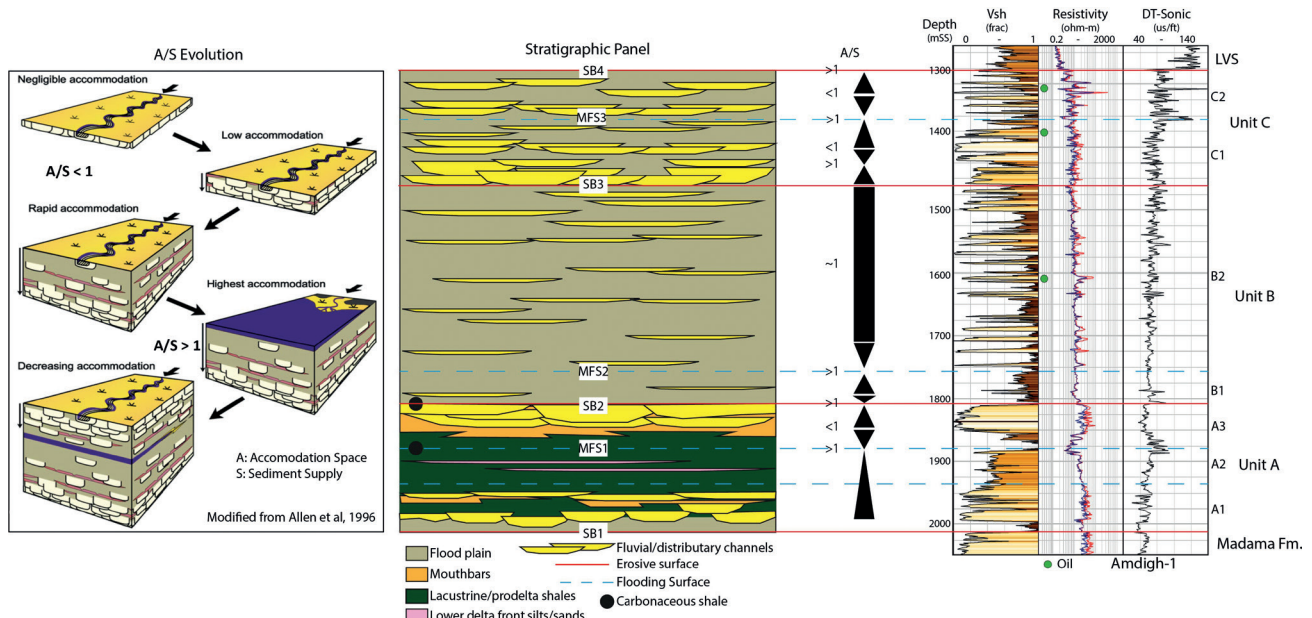 A/S Evolution
Negligible accommodation
Low accommodation
A/S < 1
Rapid accommodation
Highest accommodation
A/S > 1
Decreasing accommodation
A: Accomodation Space
S: Sediment Supply
Modified from Allen et al, 1996
Stratigraphic Panel
SB4
MFS3
SB3
MFS2
SB2
MFS1
SB1
Flood plain
Mouthbars
Lacustrine/prodelta shales
Lower delta front silts/sands
Fluvial/distributary channels
Erosive surface
Flooding Surface
Carbonaceous shale
A/S
>1
<1
>1
<1
>1
~1
>1
>1
<1
>1
Depth
(mSS)
1300
1400
1500
1600
1700
1800
1900
2000
Vsh
(frac)
0 1
Resistivity
(ohm-m)
0.2 2000
DT-Sonic
(us/ft)
40 140
LVS
C2
Unit C
C1
B2
Unit B
B1
A3
Unit A
A2
A1
Madama Fm.
Oil
Amdigh-1